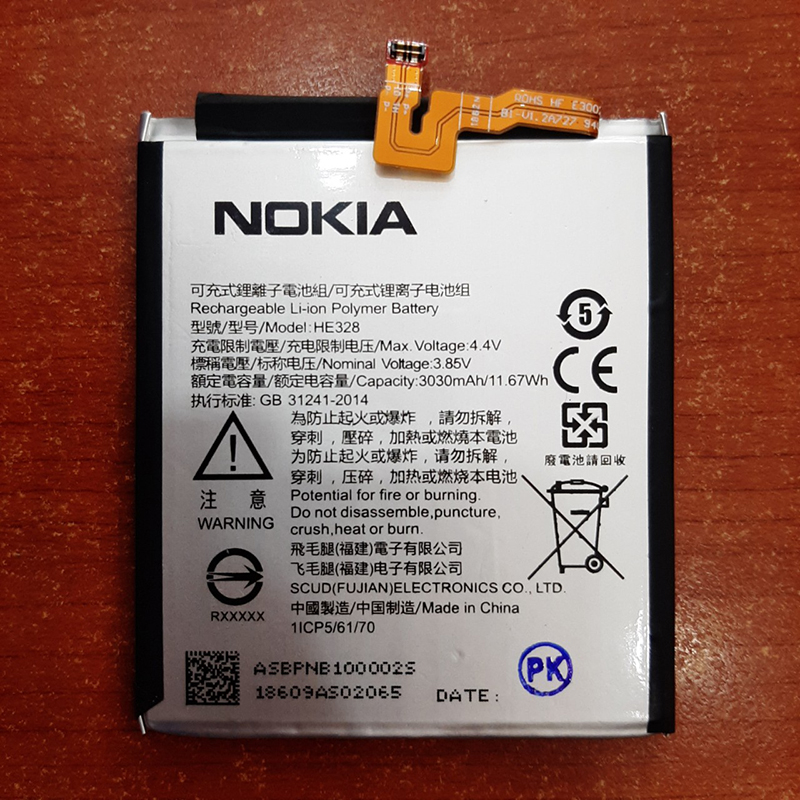 ROHS HF E300
B1-V1.2A727 94
NOKIA
可充式鋰離子電池組/可充式锂离子电池组
Rechargeable Li-ion Polymer Battery
型號/型号/Model:HE328
充電限制電壓/充电限制电压/Max.Voltage:4.4V
標稱電壓/标称电压/Nominal Voltage:3.85V
額定電容量/额定电容量/Capacity:3030mAh/11.67Wh
执行标准:GB 31241-2014
5
CE
為防止起火或爆炸，請勿拆解，
穿刺，壓碎，加熱或燃燒本電池
为防止起火或爆炸，请勿拆解，
穿刺，压碎，加热或燃烧本电池
Potential for fire or burning.
Do not disassemble,puncture,
crush,heat or burn.
!
注 意
WARNING
廢電池請回收
飛毛腿(福建)電子有限公司
飞毛腿(福建)电子有限公司
SCUD(FUJIAN)ELECTRONICS CO., LTD.
中國製造/中国制造/Made in China
1ICP5/61/70
RXXXXX
ASBPNB100002S
18609AS02065
DATE:
PK